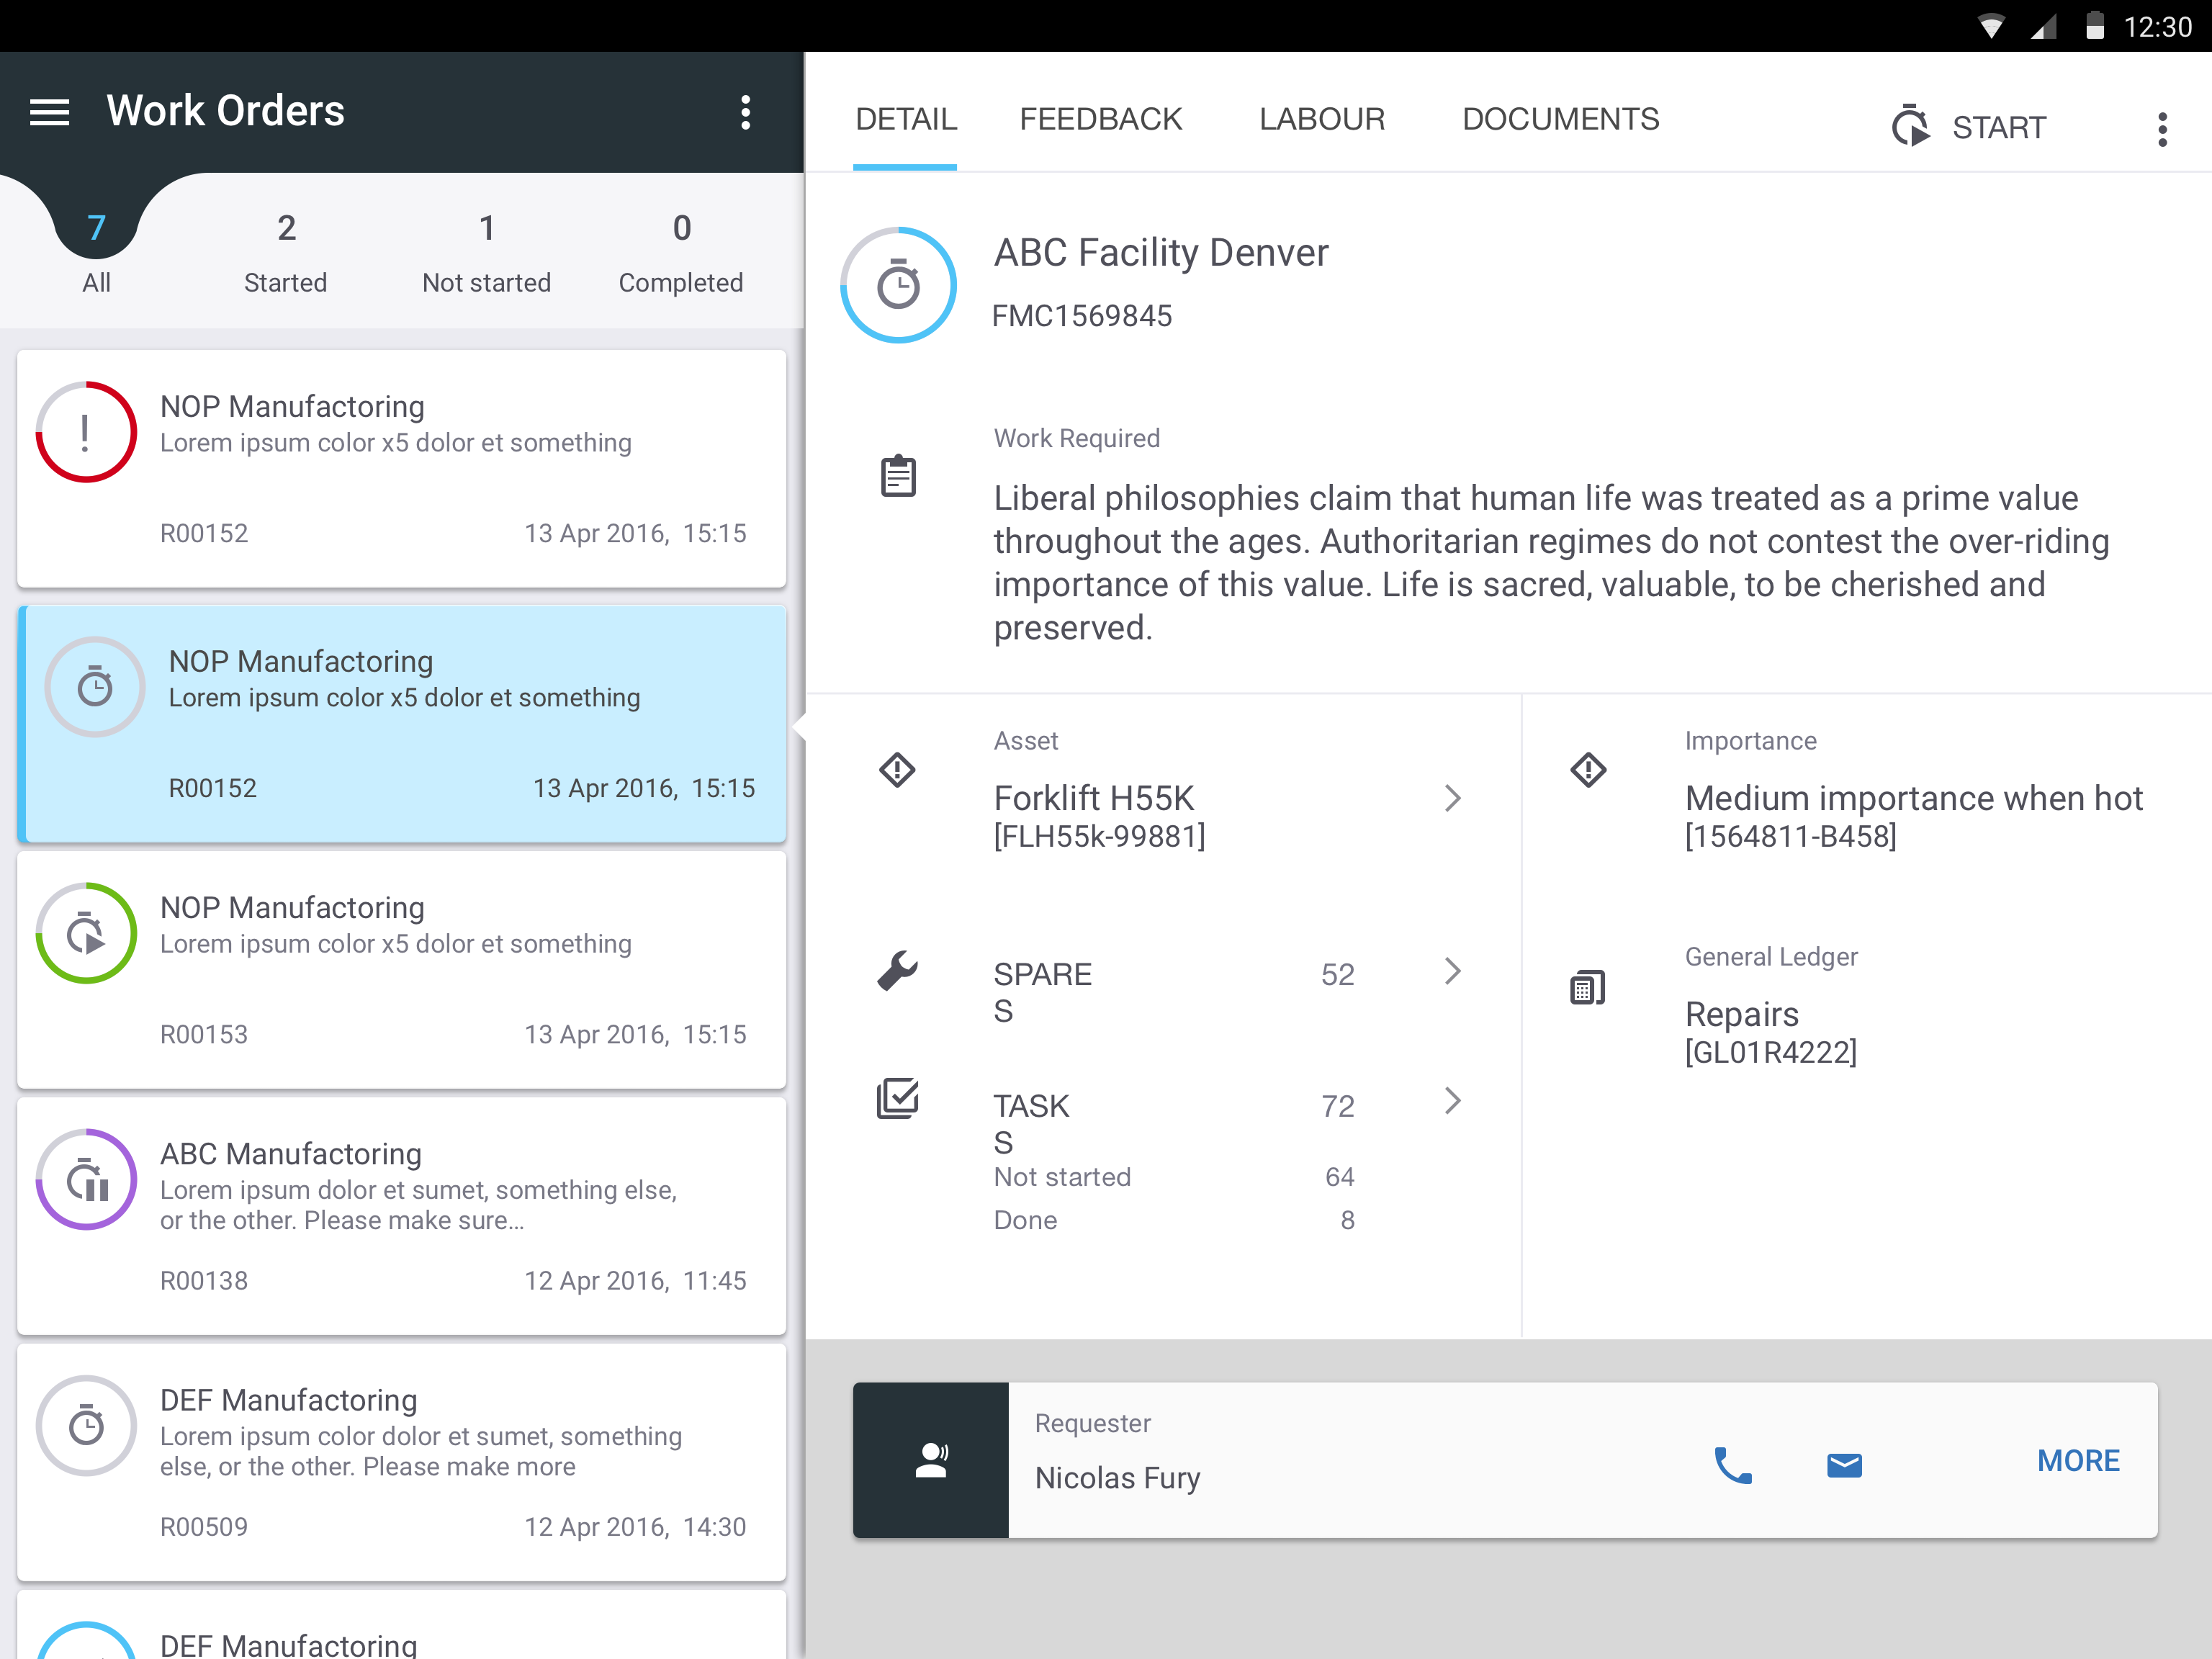 12:30
Work Orders
7
All
2
Started
1
Not started
0
Completed
NOP Manufactoring
Lorem ipsum color x5 dolor et something
R00152 13 Apr 2016, 15:15
NOP Manufactoring
Lorem ipsum color x5 dolor et something
R00152 13 Apr 2016, 15:15
NOP Manufactoring
Lorem ipsum color x5 dolor et something
R00153 13 Apr 2016, 15:15
ABC Manufactoring
Lorem ipsum dolor et sumet, something else,
or the other. Please make sure...
R00138 12 Apr 2016, 11:45
DEF Manufactoring
Lorem ipsum color dolor et sumet, something
else, or the other. Please make more
R00509 12 Apr 2016, 14:30
DEF Manufactoring
DETAIL FEEDBACK LABOUR DOCUMENTS START
ABC Facility Denver
FMC1569845
Work Required
Liberal philosophies claim that human life was treated as a prime value
throughout the ages. Authoritarian regimes do not contest the over-riding
importance of this value. Life is sacred, valuable, to be cherished and
preserved.
Asset
Forklift H55K
[FLH55k-99881]
SPARE 52
S
TASK 72
S
Not started 64
Done 8
Importance
Medium importance when hot
[1564811-B458]
General Ledger
Repairs
[GL01R4222]
Requester
Nicolas Fury
MORE